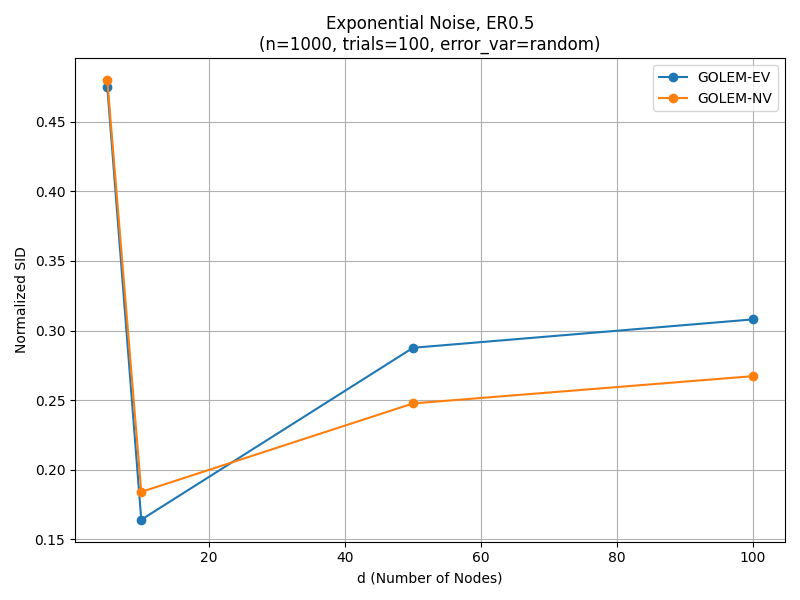 Exponential Noise, ER0.5
(n=1000, trials=100, error_var=random)
GOLEM-EV
GOLEM-NV
Normalized SID
0.45
0.40
0.35
0.30
0.25
0.20
0.15
20
40
60
80
100
d (Number of Nodes)